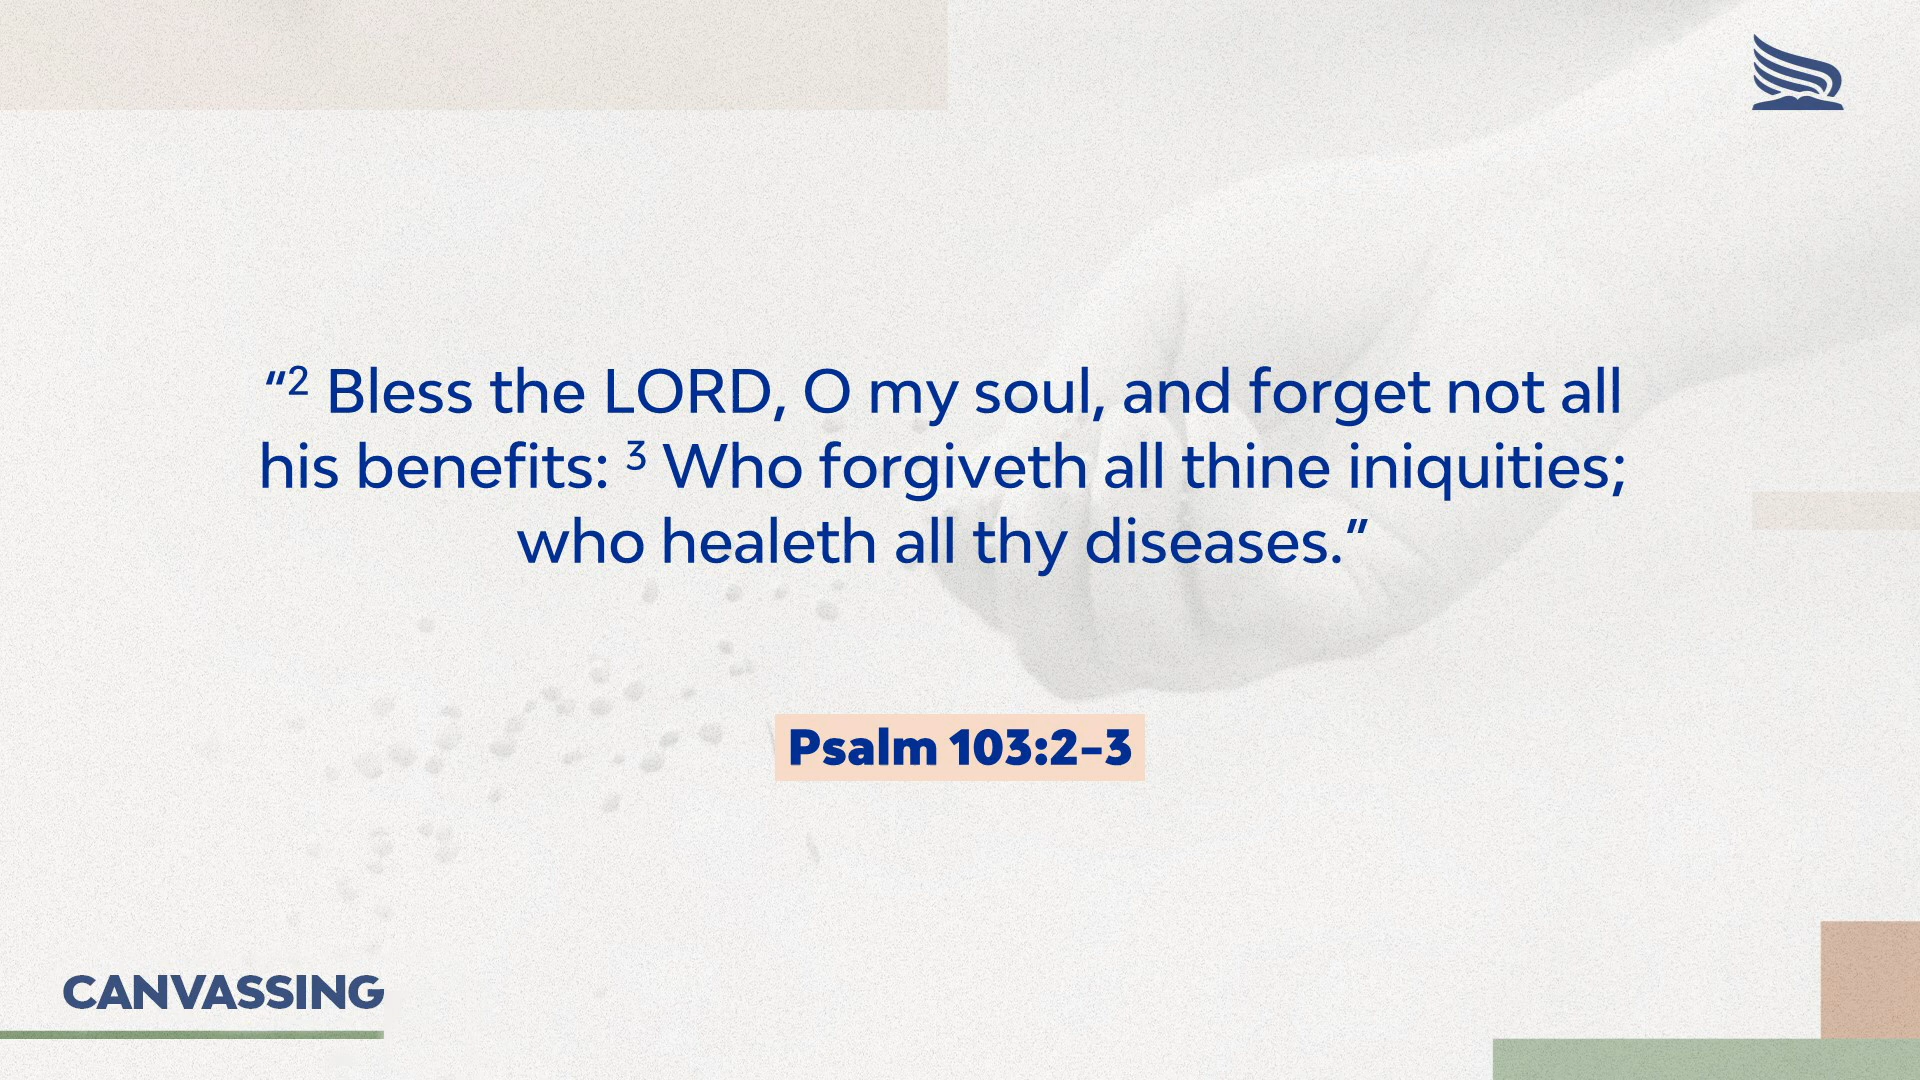 “² Bless the LORD, O my soul, and forget not all
his benefits: ³ Who forgiveth all thine iniquities;
who healeth all thy diseases.”
Psalm 103:2–3
CANVASSING